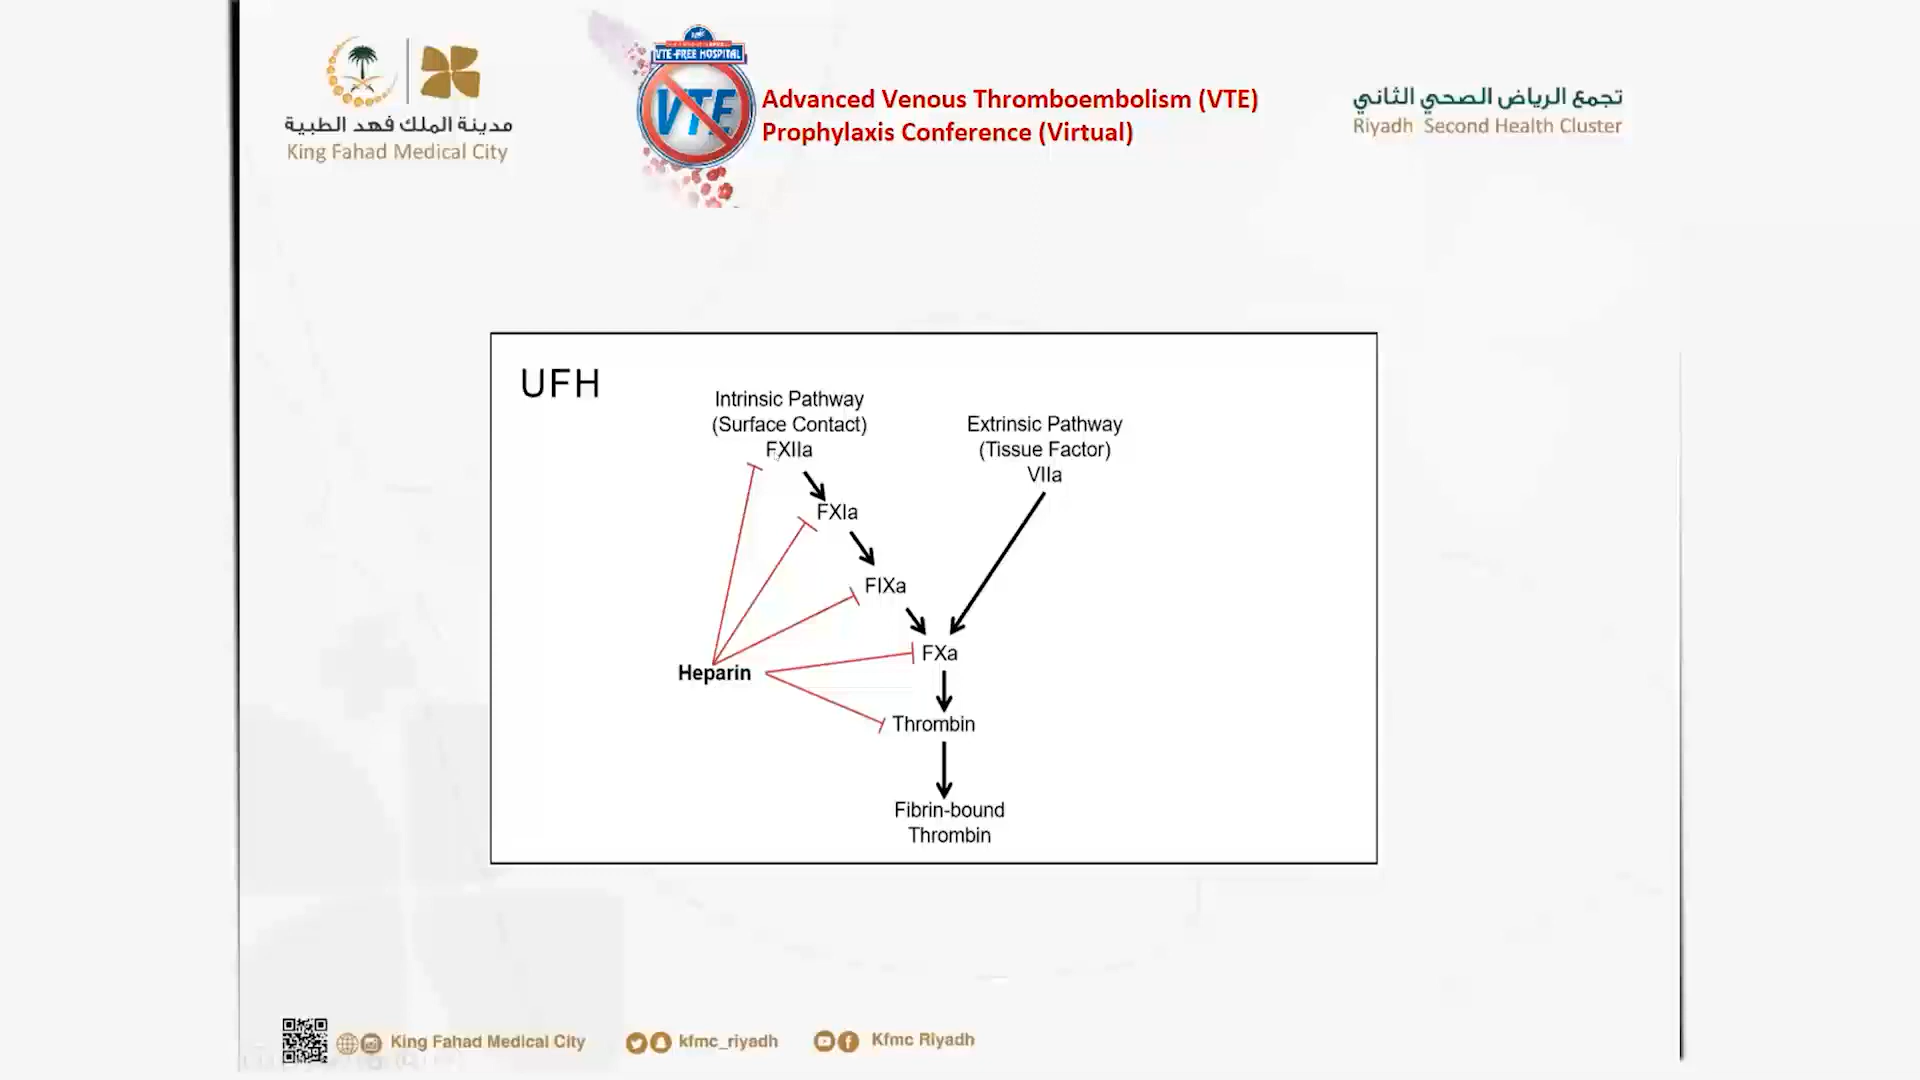 مدينة الملك فهد الطبية
King Fahad Medical City
VTE-FREE HOSPITAL
VTE
Advanced Venous Thromboembolism (VTE)
Prophylaxis Conference (Virtual)
تجمع الرياض الصحي الثاني
Riyadh Second Health Cluster
UFH
Intrinsic Pathway
(Surface Contact)
FXIIa
Extrinsic Pathway
(Tissue Factor)
VIIa
FXIa
FIXa
FXa
Heparin
Thrombin
Fibrin-bound
Thrombin
King Fahad Medical City
kfmc_riyadh
Kfmc Riyadh